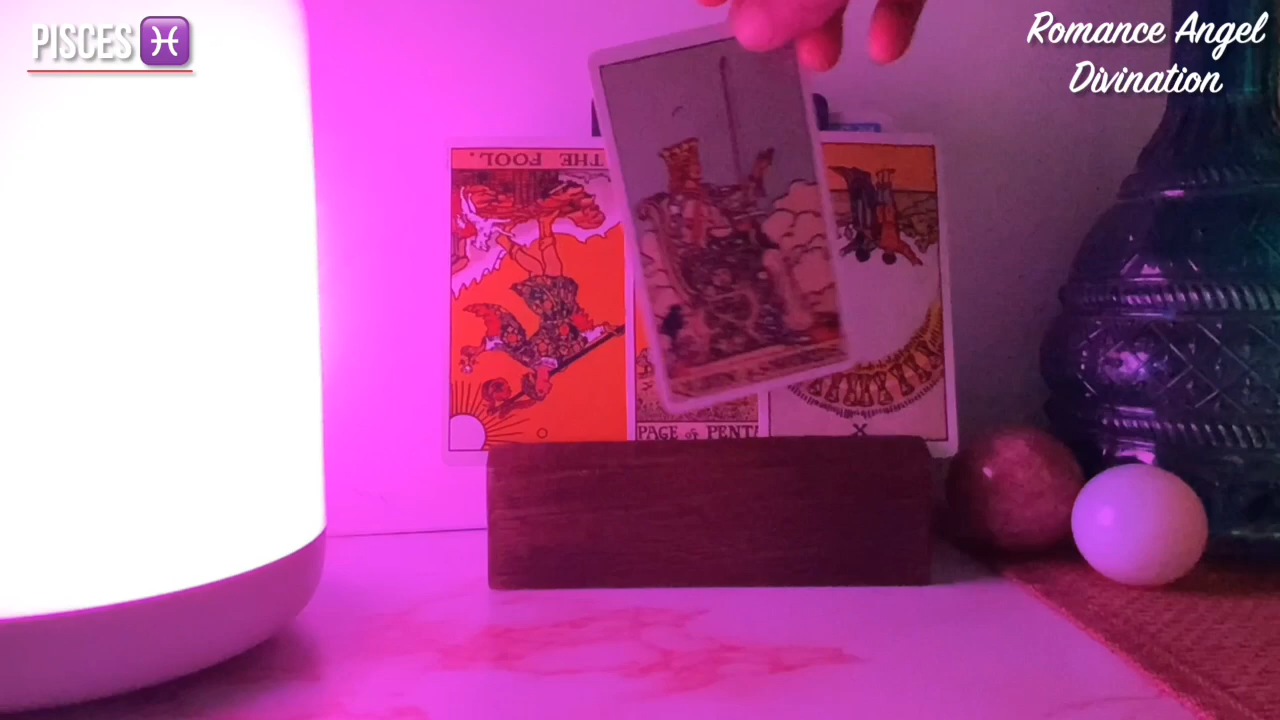 PISCES ♓
Romance Angel
Divination
THE FOOL.
PAGE of PENTA
X